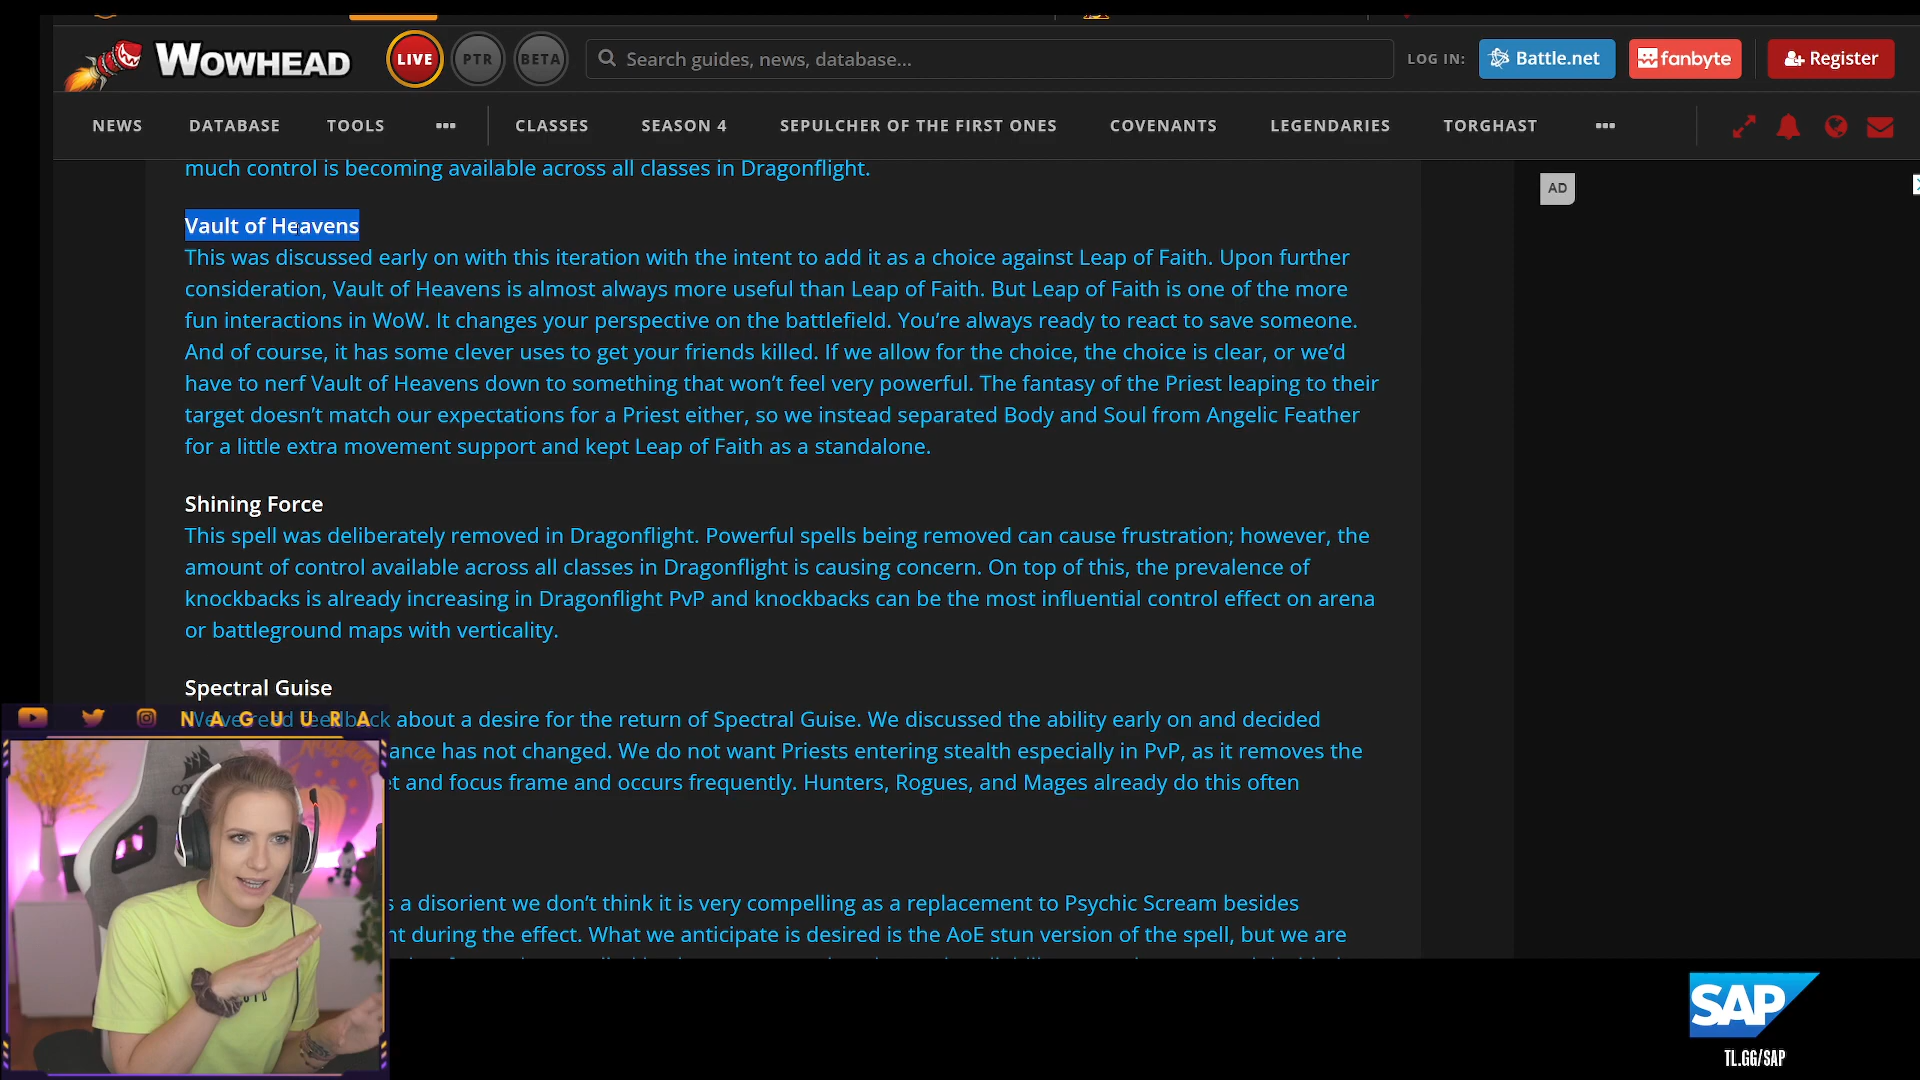 WOWHEAD
LIVE
PTR
BETA
Search guides, news, database...
LOG IN:
Battle.net
fanbyte
Register
NEWS
DATABASE
TOOLS
CLASSES
SEASON 4
SEPULCHER OF THE FIRST ONES
COVENANTS
LEGENDARIES
TORGHAST
much control is becoming available across all classes in Dragonflight.
AD
Vault of Heavens
This was discussed early on with this iteration with the intent to add it as a choice against Leap of Faith. Upon further
consideration, Vault of Heavens is almost always more useful than Leap of Faith. But Leap of Faith is one of the more
fun interactions in WoW. It changes your perspective on the battlefield. You’re always ready to react to save someone.
And of course, it has some clever uses to get your friends killed. If we allow for the choice, the choice is clear, or we’d
have to nerf Vault of Heavens down to something that won’t feel very powerful. The fantasy of the Priest leaping to their
target doesn’t match our expectations for a Priest either, so we instead separated Body and Soul from Angelic Feather
for a little extra movement support and kept Leap of Faith as a standalone.
Shining Force
This spell was deliberately removed in Dragonflight. Powerful spells being removed can cause frustration; however, the
amount of control available across all classes in Dragonflight is causing concern. On top of this, the prevalence of
knockbacks is already increasing in Dragonflight PvP and knockbacks can be the most influential control effect on arena
or battleground maps with verticality.
Spectral Guise
We’ve read feedback about a desire for the return of Spectral Guise. We discussed the ability early on and decided
ance has not changed. We do not want Priests entering stealth especially in PvP, as it removes the
t and focus frame and occurs frequently. Hunters, Rogues, and Mages already do this often
s a disorient we don’t think it is very compelling as a replacement to Psychic Scream besides
nt during the effect. What we anticipate is desired is the AoE stun version of the spell, but we are
NAGUURA
SAP
TL.GG/SAP